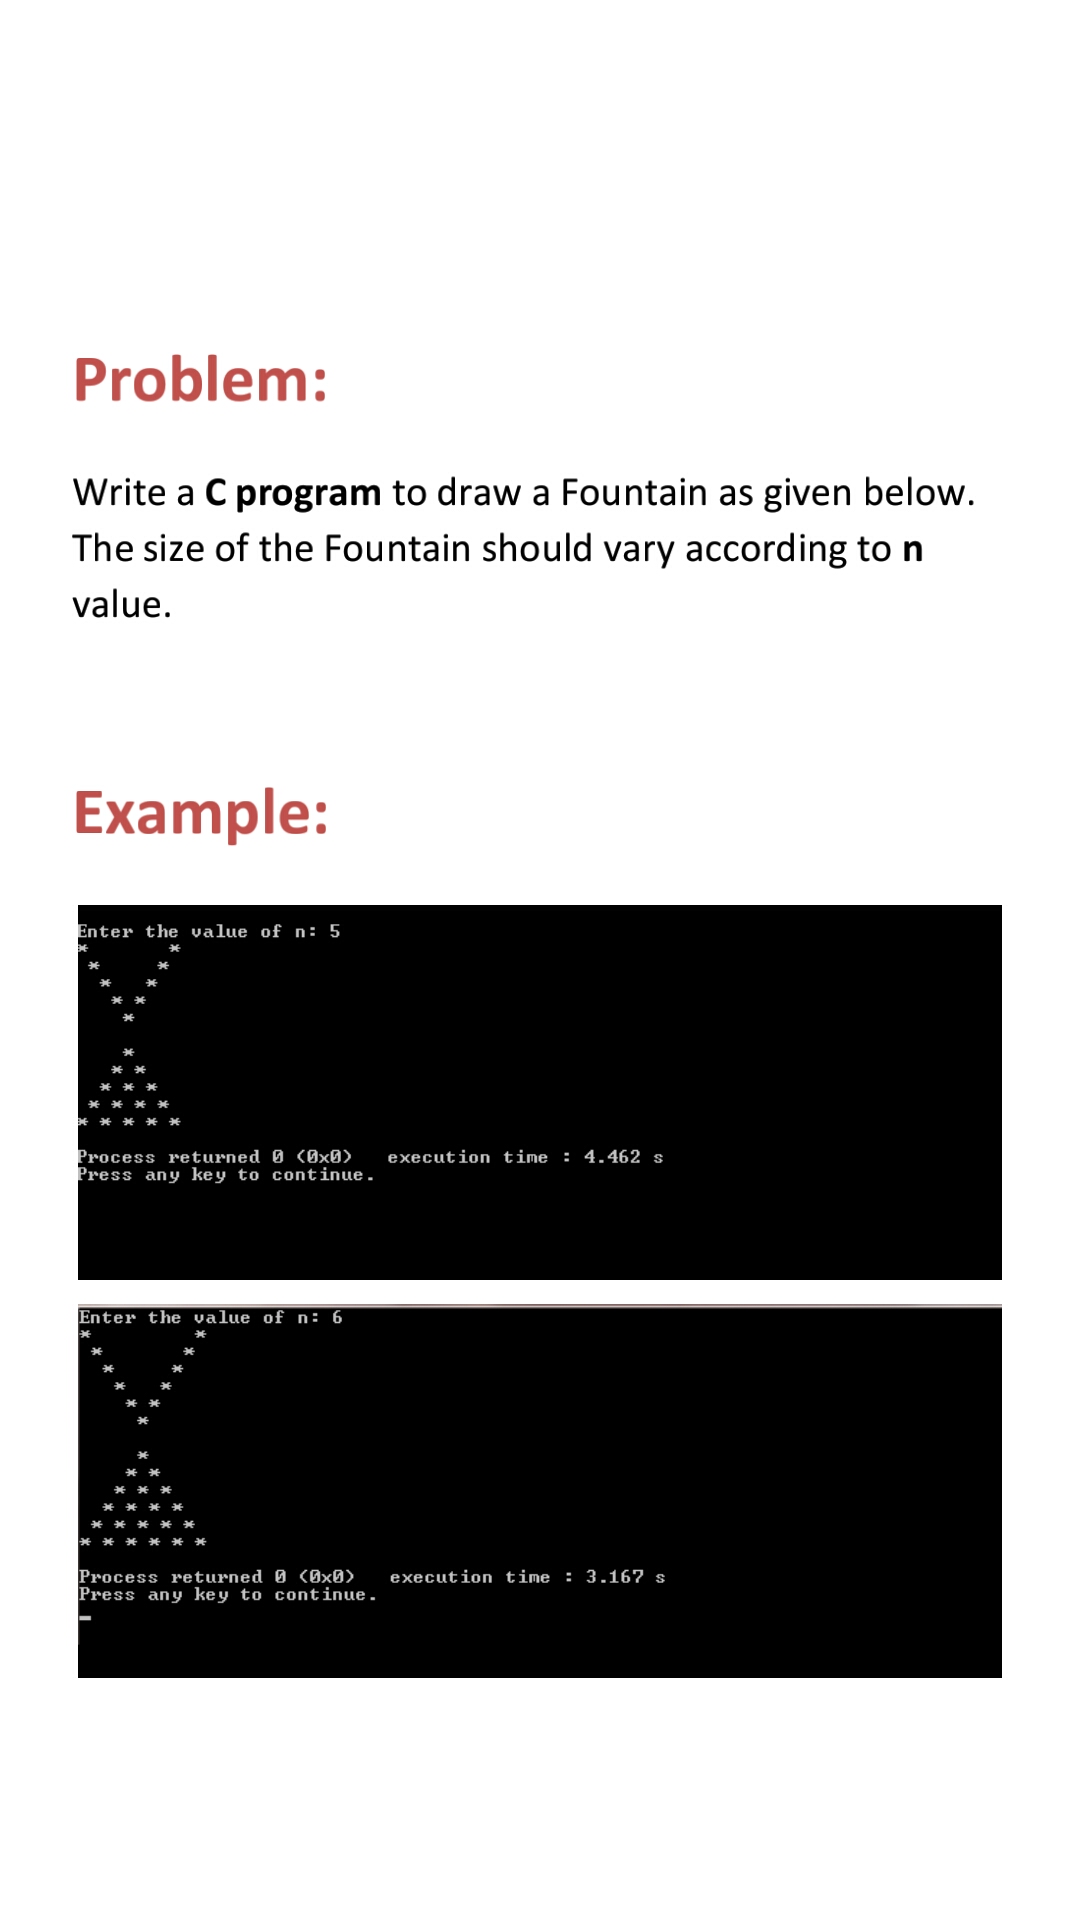 Problem:
Write a C program to draw a Fountain as given below.
The size of the Fountain should vary according to n
value.
Example:
Enter the value of n: 5
*       *
 *     *
  *   *
   * *
    *

    *
   * *
  * * *
 * * * *
* * * * *
Process returned 0 (0x0)   execution time : 4.462 s
Press any key to continue.
Enter the value of n: 6
*         *
 *       *
  *     *
   *   *
    * *
     *

     *
    * *
   * * *
  * * * *
 * * * * *
* * * * * *
Process returned 0 (0x0)   execution time : 3.167 s
Press any key to continue.